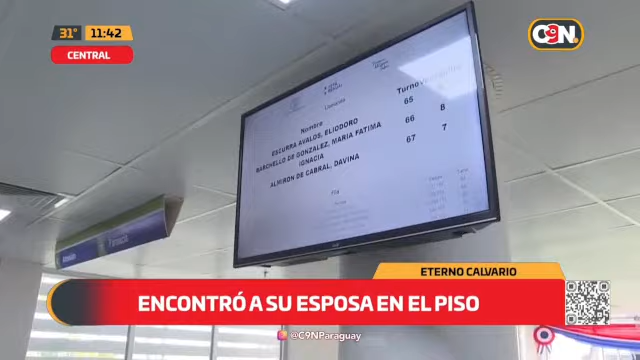 31° 11:42
CENTRAL
C9N
Llamados
Nombre Turno
ESCURRA AVALOS, ELIODORO 65
MARCHELLO DE GONZALEZ, MARIA FATIMA 66 8
IGNACIA
ALMIRON DE CABRAL, DAVINA 67 7
Fila
Farmacia
ETERNO CALVARIO
ENCONTRÓ A SU ESPOSA EN EL PISO
@C9NParaguay